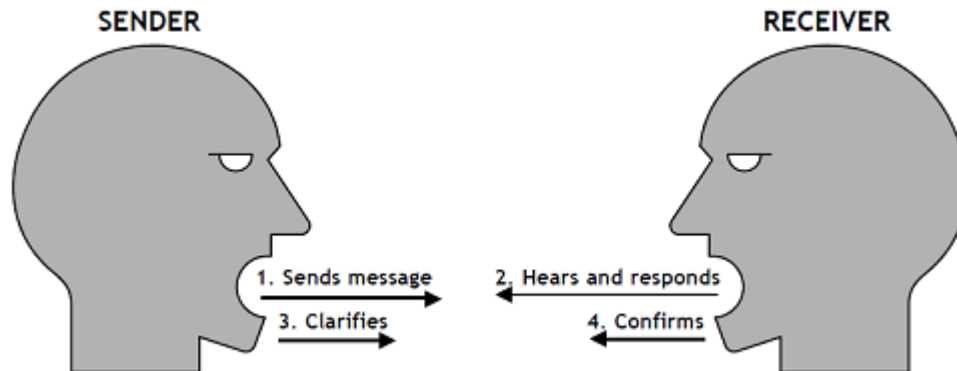 SENDER
RECEIVER
1. Sends message
2. Hears and responds
3. Clarifies
4. Confirms